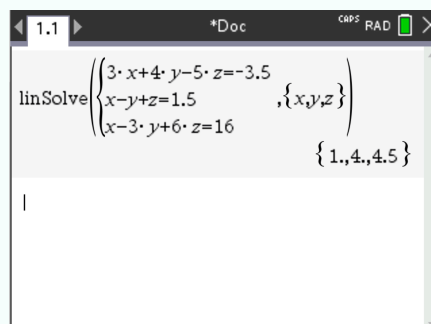 1.1 *Doc CAPS RAD
3· x+4· y−5· z=-3.5
linSolve x−y+z=1.5 ,{x,y,z}
x−3· y+6· z=16
{1.,4.,4.5}